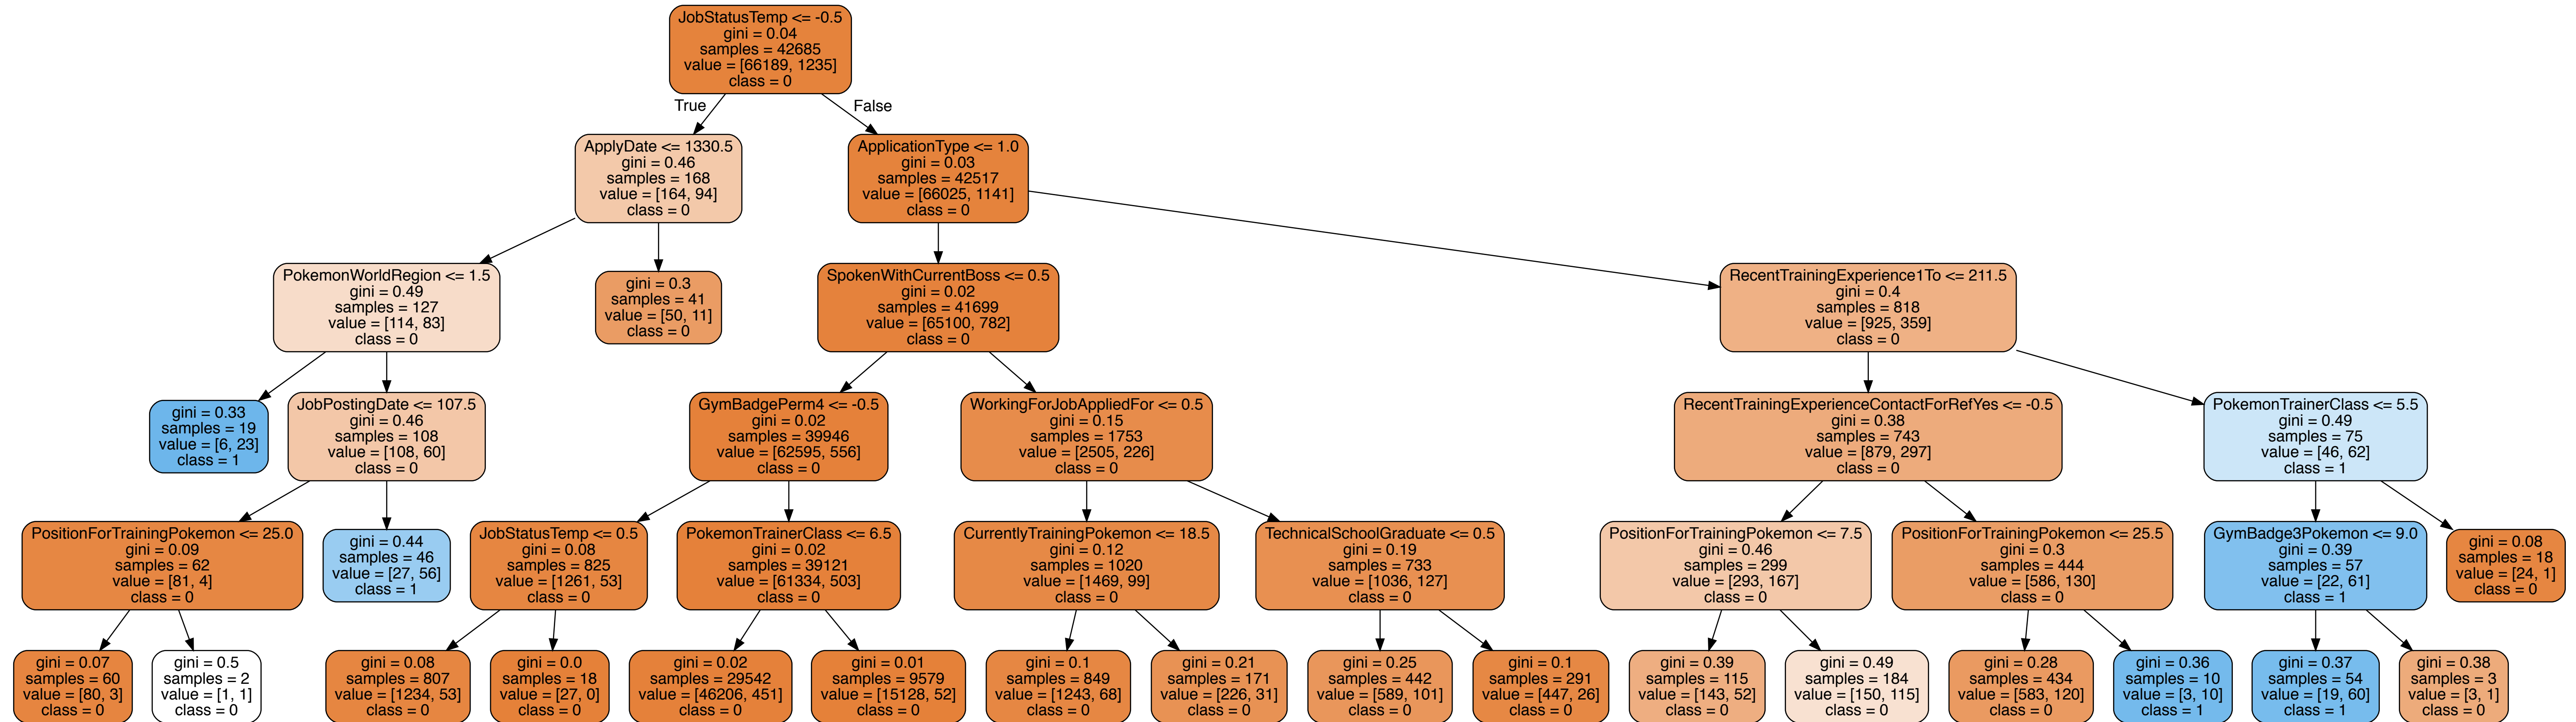 JobStatusTemp <= -0.5
gini = 0.04
samples = 42685
value = [66189, 1235]
class = 0
True
False
ApplyDate <= 1330.5
gini = 0.46
samples = 168
value = [164, 94]
class = 0
ApplicationType <= 1.0
gini = 0.03
samples = 42517
value = [66025, 1141]
class = 0
PokemonWorldRegion <= 1.5
gini = 0.49
samples = 127
value = [114, 83]
class = 0
gini = 0.3
samples = 41
value = [50, 11]
class = 0
SpokenWithCurrentBoss <= 0.5
gini = 0.02
samples = 41699
value = [65100, 782]
class = 0
RecentTrainingExperience1To <= 211.5
gini = 0.4
samples = 818
value = [925, 359]
class = 0
gini = 0.33
samples = 19
value = [6, 23]
class = 1
JobPostingDate <= 107.5
gini = 0.46
samples = 108
value = [108, 60]
class = 0
GymBadgePerm4 <= -0.5
gini = 0.02
samples = 39946
value = [62595, 556]
class = 0
WorkingForJobAppliedFor <= 0.5
gini = 0.15
samples = 1753
value = [2505, 226]
class = 0
RecentTrainingExperienceContactForRefYes <= -0.5
gini = 0.38
samples = 743
value = [879, 297]
class = 0
PokemonTrainerClass <= 5.5
gini = 0.49
samples = 75
value = [46, 62]
class = 1
PositionForTrainingPokemon <= 25.0
gini = 0.09
samples = 62
value = [81, 4]
class = 0
gini = 0.44
samples = 46
value = [27, 56]
class = 1
JobStatusTemp <= 0.5
gini = 0.08
samples = 825
value = [1261, 53]
class = 0
PokemonTrainerClass <= 6.5
gini = 0.02
samples = 39121
value = [61334, 503]
class = 0
CurrentlyTrainingPokemon <= 18.5
gini = 0.12
samples = 1020
value = [1469, 99]
class = 0
TechnicalSchoolGraduate <= 0.5
gini = 0.19
samples = 733
value = [1036, 127]
class = 0
PositionForTrainingPokemon <= 7.5
gini = 0.46
samples = 299
value = [293, 167]
class = 0
PositionForTrainingPokemon <= 25.5
gini = 0.3
samples = 444
value = [586, 130]
class = 0
GymBadge3Pokemon <= 9.0
gini = 0.39
samples = 57
value = [22, 61]
class = 1
gini = 0.08
samples = 18
value = [24, 1]
class = 0
gini = 0.07
samples = 60
value = [80, 3]
class = 0
gini = 0.5
samples = 2
value = [1, 1]
class = 0
gini = 0.08
samples = 807
value = [1234, 53]
class = 0
gini = 0.0
samples = 18
value = [27, 0]
class = 0
gini = 0.02
samples = 29542
value = [46206, 451]
class = 0
gini = 0.01
samples = 9579
value = [15128, 52]
class = 0
gini = 0.1
samples = 849
value = [1243, 68]
class = 0
gini = 0.21
samples = 171
value = [226, 31]
class = 0
gini = 0.25
samples = 442
value = [589, 101]
class = 0
gini = 0.1
samples = 291
value = [447, 26]
class = 0
gini = 0.39
samples = 115
value = [143, 52]
class = 0
gini = 0.49
samples = 184
value = [150, 115]
class = 0
gini = 0.28
samples = 434
value = [583, 120]
class = 0
gini = 0.36
samples = 10
value = [3, 10]
class = 1
gini = 0.37
samples = 54
value = [19, 60]
class = 1
gini = 0.38
samples = 3
value = [3, 1]
class = 0